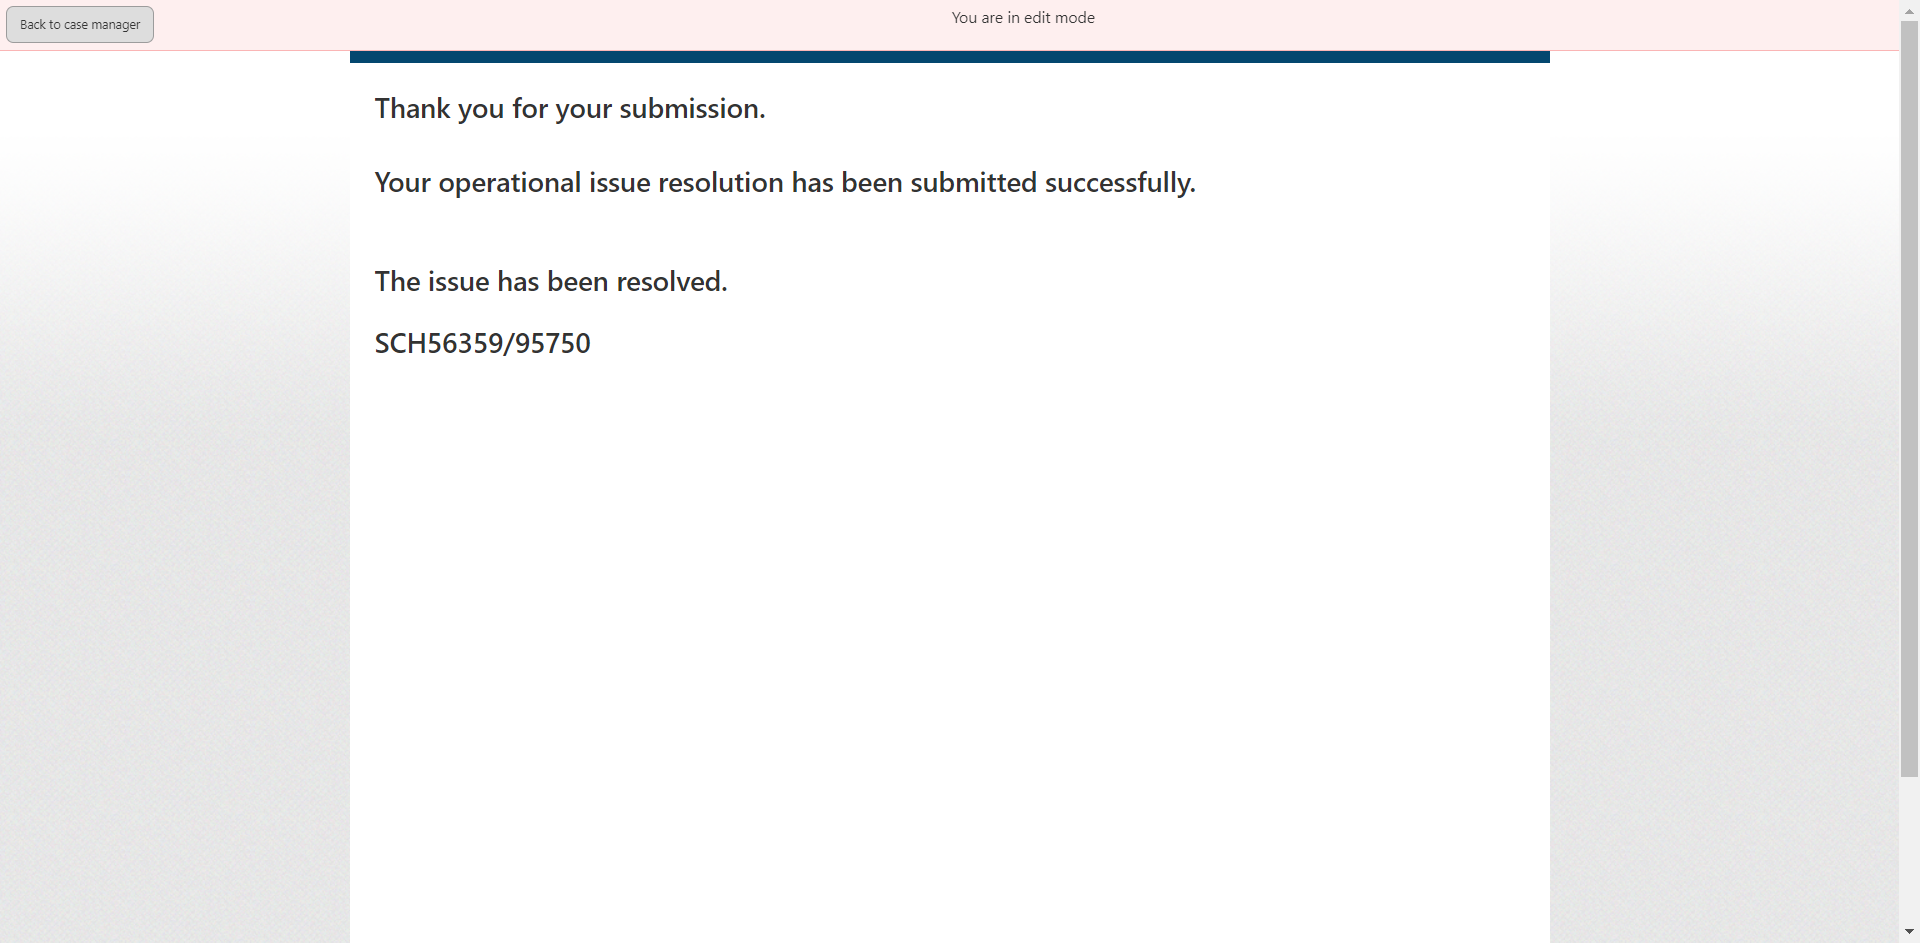 Back to case manager
You are in edit mode
Thank you for your submission.
Your operational issue resolution has been submitted successfully.
The issue has been resolved.
SCH56359/95750